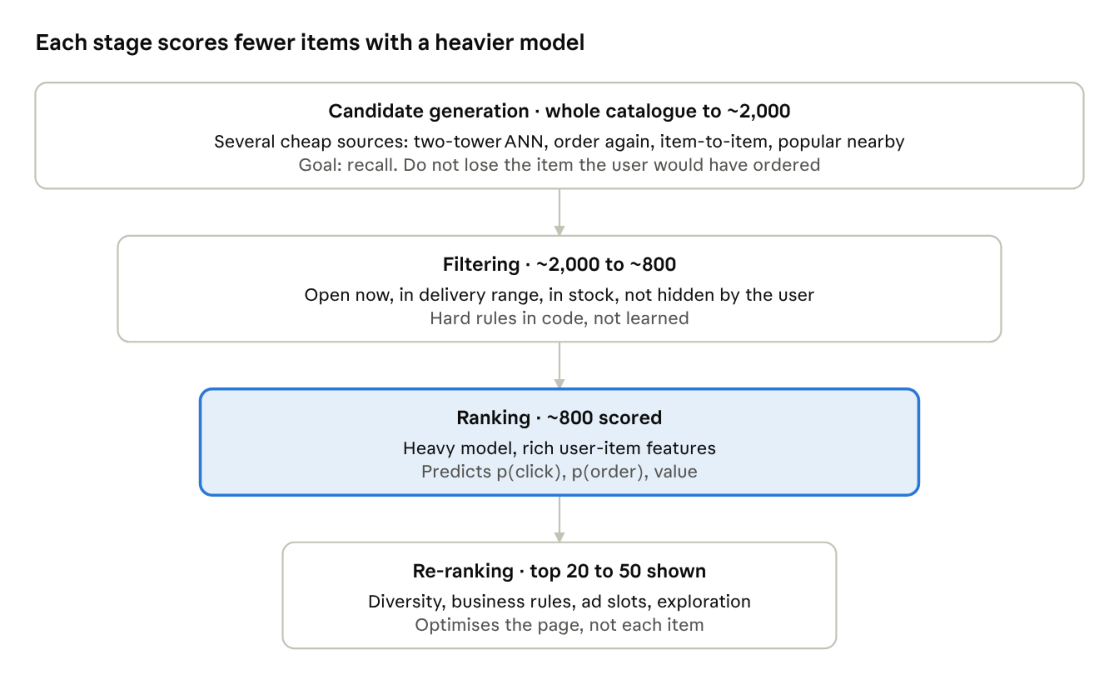 Each stage scores fewer items with a heavier model
Candidate generation · whole catalogue to ~2,000
Several cheap sources: two-tower ANN, order again, item-to-item, popular nearby
Goal: recall. Do not lose the item the user would have ordered
Filtering · ~2,000 to ~800
Open now, in delivery range, in stock, not hidden by the user
Hard rules in code, not learned
Ranking · ~800 scored
Heavy model, rich user-item features
Predicts p(click), p(order), value
Re-ranking · top 20 to 50 shown
Diversity, business rules, ad slots, exploration
Optimises the page, not each item